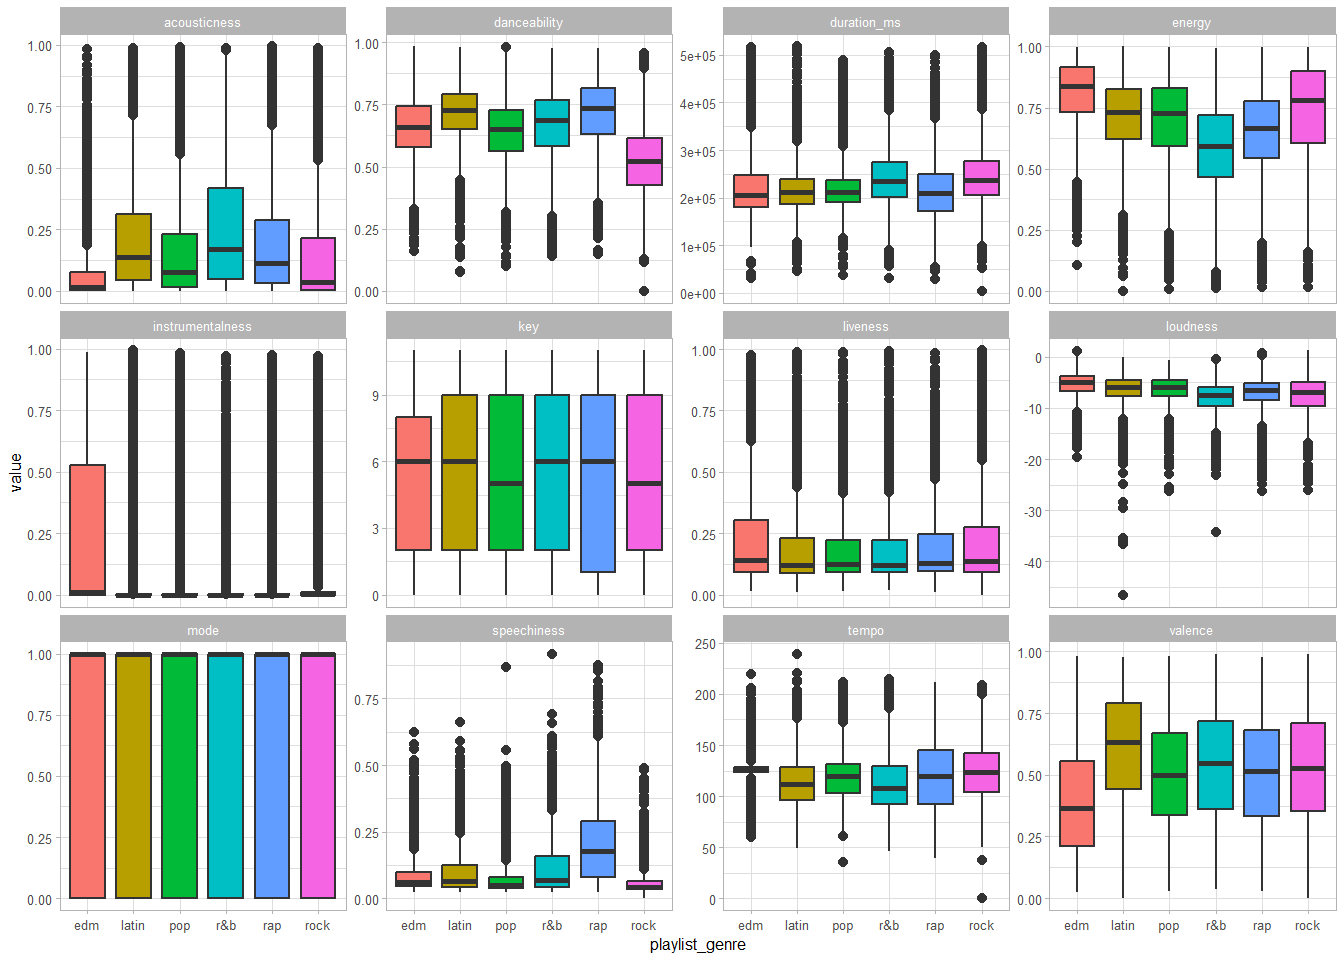 acousticness
danceability
duration_ms
energy
1.00
0.75
0.50
0.25
0.00
1.00
0.75
0.50
0.25
0.00
5e+05
4e+05
3e+05
2e+05
1e+05
0e+00
1.00
0.75
0.50
0.25
0.00
instrumentalness
key
liveness
loudness
1.00
0.75
0.50
0.25
0.00
9
6
3
0
1.00
0.75
0.50
0.25
0.00
0
-10
-20
-30
-40
value
mode
speechiness
tempo
valence
1.00
0.75
0.50
0.25
0.00
0.75
0.50
0.25
0.00
250
200
150
100
50
0
1.00
0.75
0.50
0.25
0.00
edm latin pop r&b rap rock
edm latin pop r&b rap rock
edm latin pop r&b rap rock
edm latin pop r&b rap rock
playlist_genre